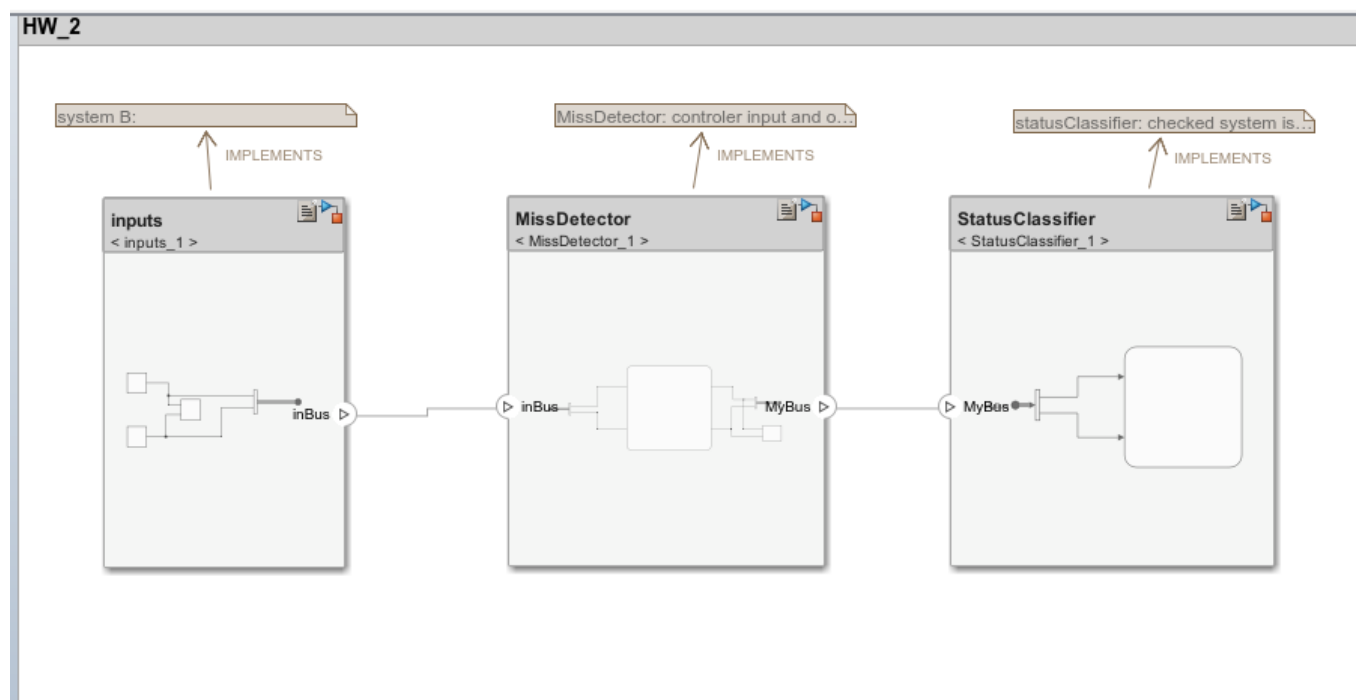 HW_2
system B:
MissDetector: controler input and o...
statusClassifier: checked system is...
IMPLEMENTS
IMPLEMENTS
IMPLEMENTS
inputs
< inputs_1 >
MissDetector
< MissDetector_1 >
StatusClassifier
< StatusClassifier_1 >
inBus
inBus
MyBus
MyBus